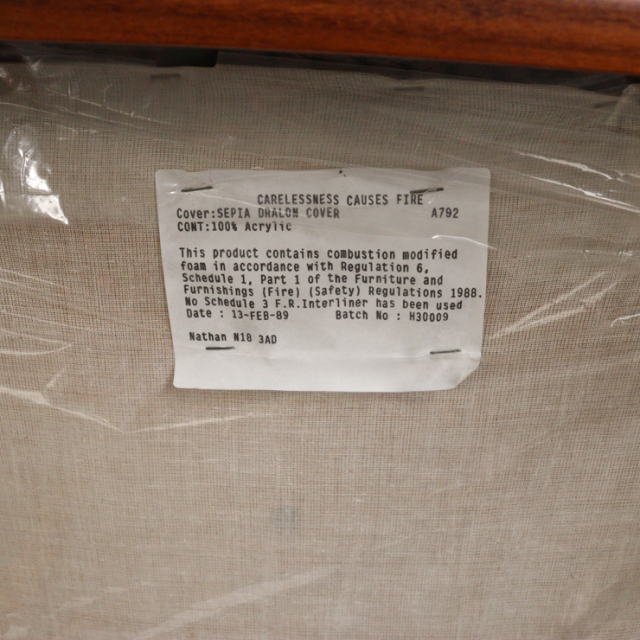 CARELESSNESS CAUSES FIRE
Cover:SEPIA DRALON COVER A792
CONT:100% Acrylic
This product contains combustion modified
foam in accordance with Regulation 6,
Schedule 1, Part 1 of the Furniture and
Furnishings (Fire) (Safety) Regulations 1988.
No Schedule 3 F.R.Interliner has been used
Date : 13-FEB-89 Batch No : H30009
Nathan N18 3AD